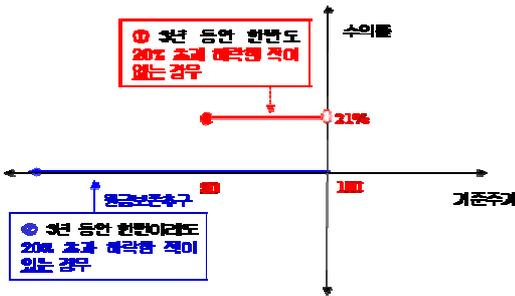 ① 3년 동안 한번도
20% 초과 하락한 적이
없는 경우
수익률
21%
80
100
기준주가
원금보존추구
② 3년 동안 한번이라도
20% 초과 하락한 적이
있는 경우